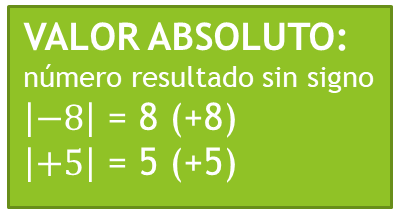 VALOR ABSOLUTO:
número resultado sin signo
|−8| = 8 (+8)
|+5| = 5 (+5)